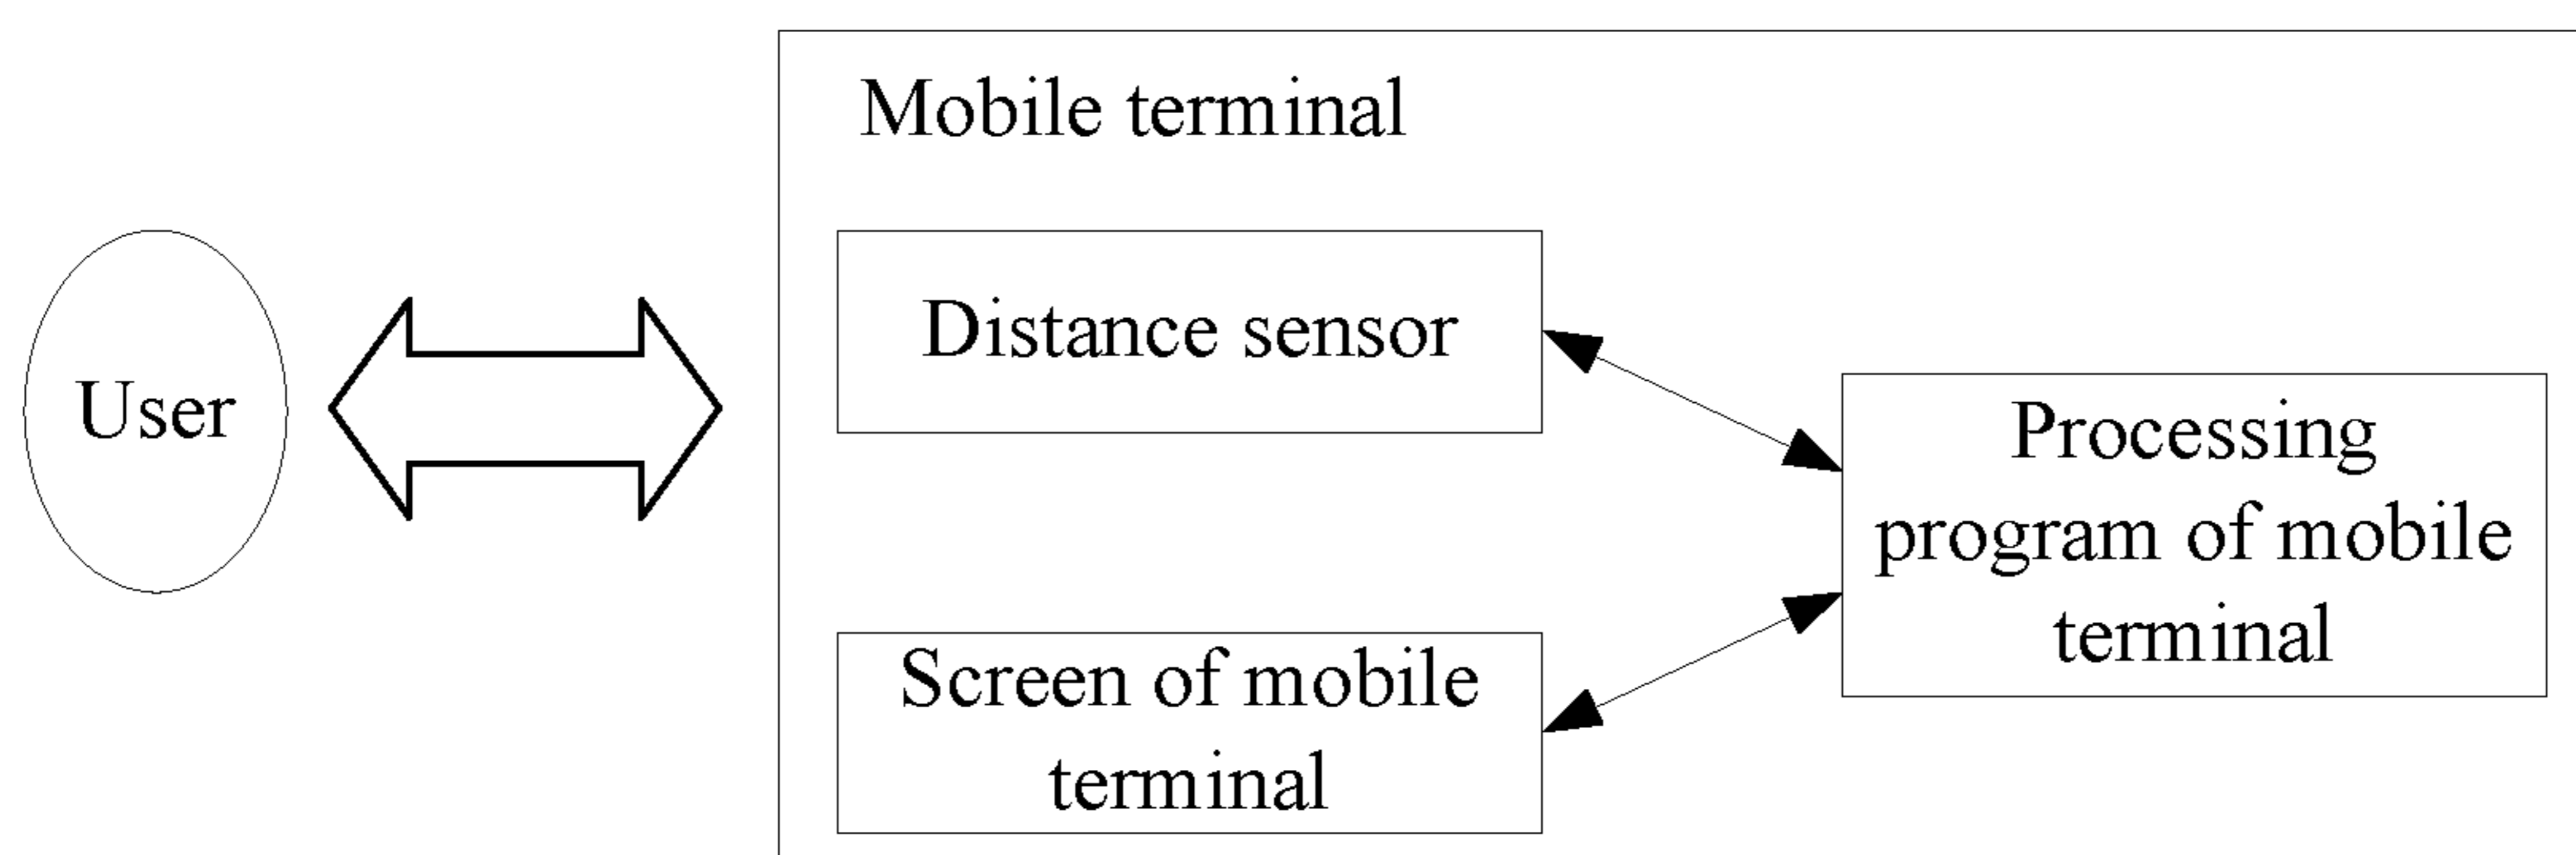 Mobile terminal
User
Distance sensor
Processing
program of mobile
terminal
Screen of mobile
terminal